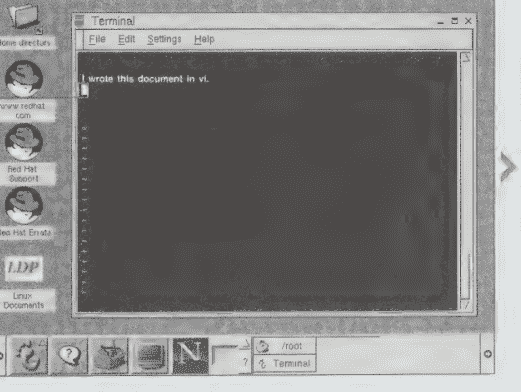 Terminal
File Edit Settings Help
Home directory
I wrote this document in vi.
www.redhat
com
Red Hat
Support
Red Hat Errata
LDP
Linux
Documents
N
/root
? Terminal